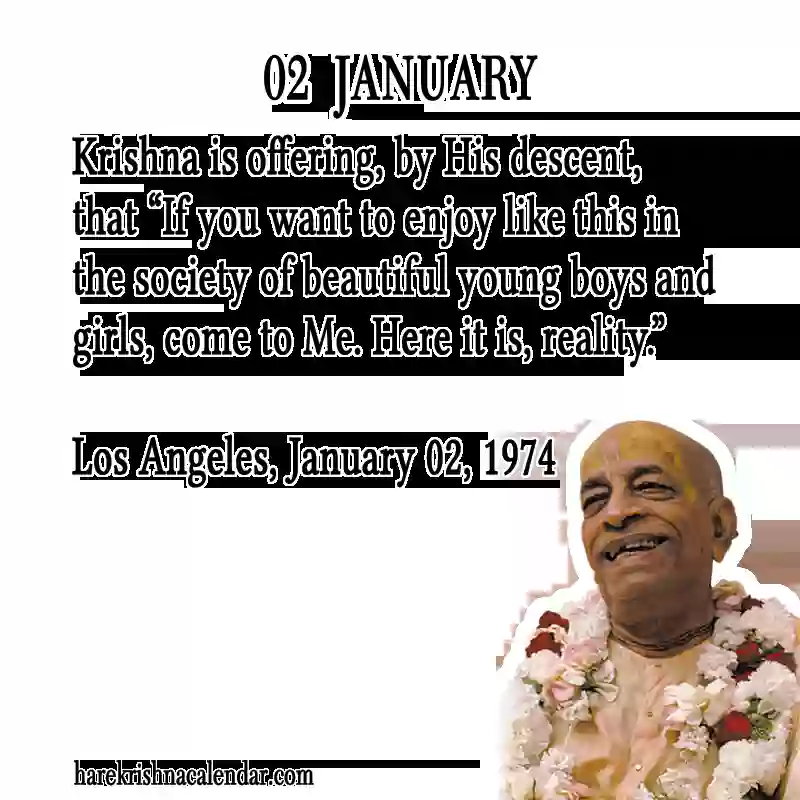 02 JANUARY
Krishna is offering, by His descent,
that “If you want to enjoy like this in
the society of beautiful young boys and
girls, come to Me. Here it is, reality.”
Los Angeles, January 02, 1974
harekrishnacalendar.com